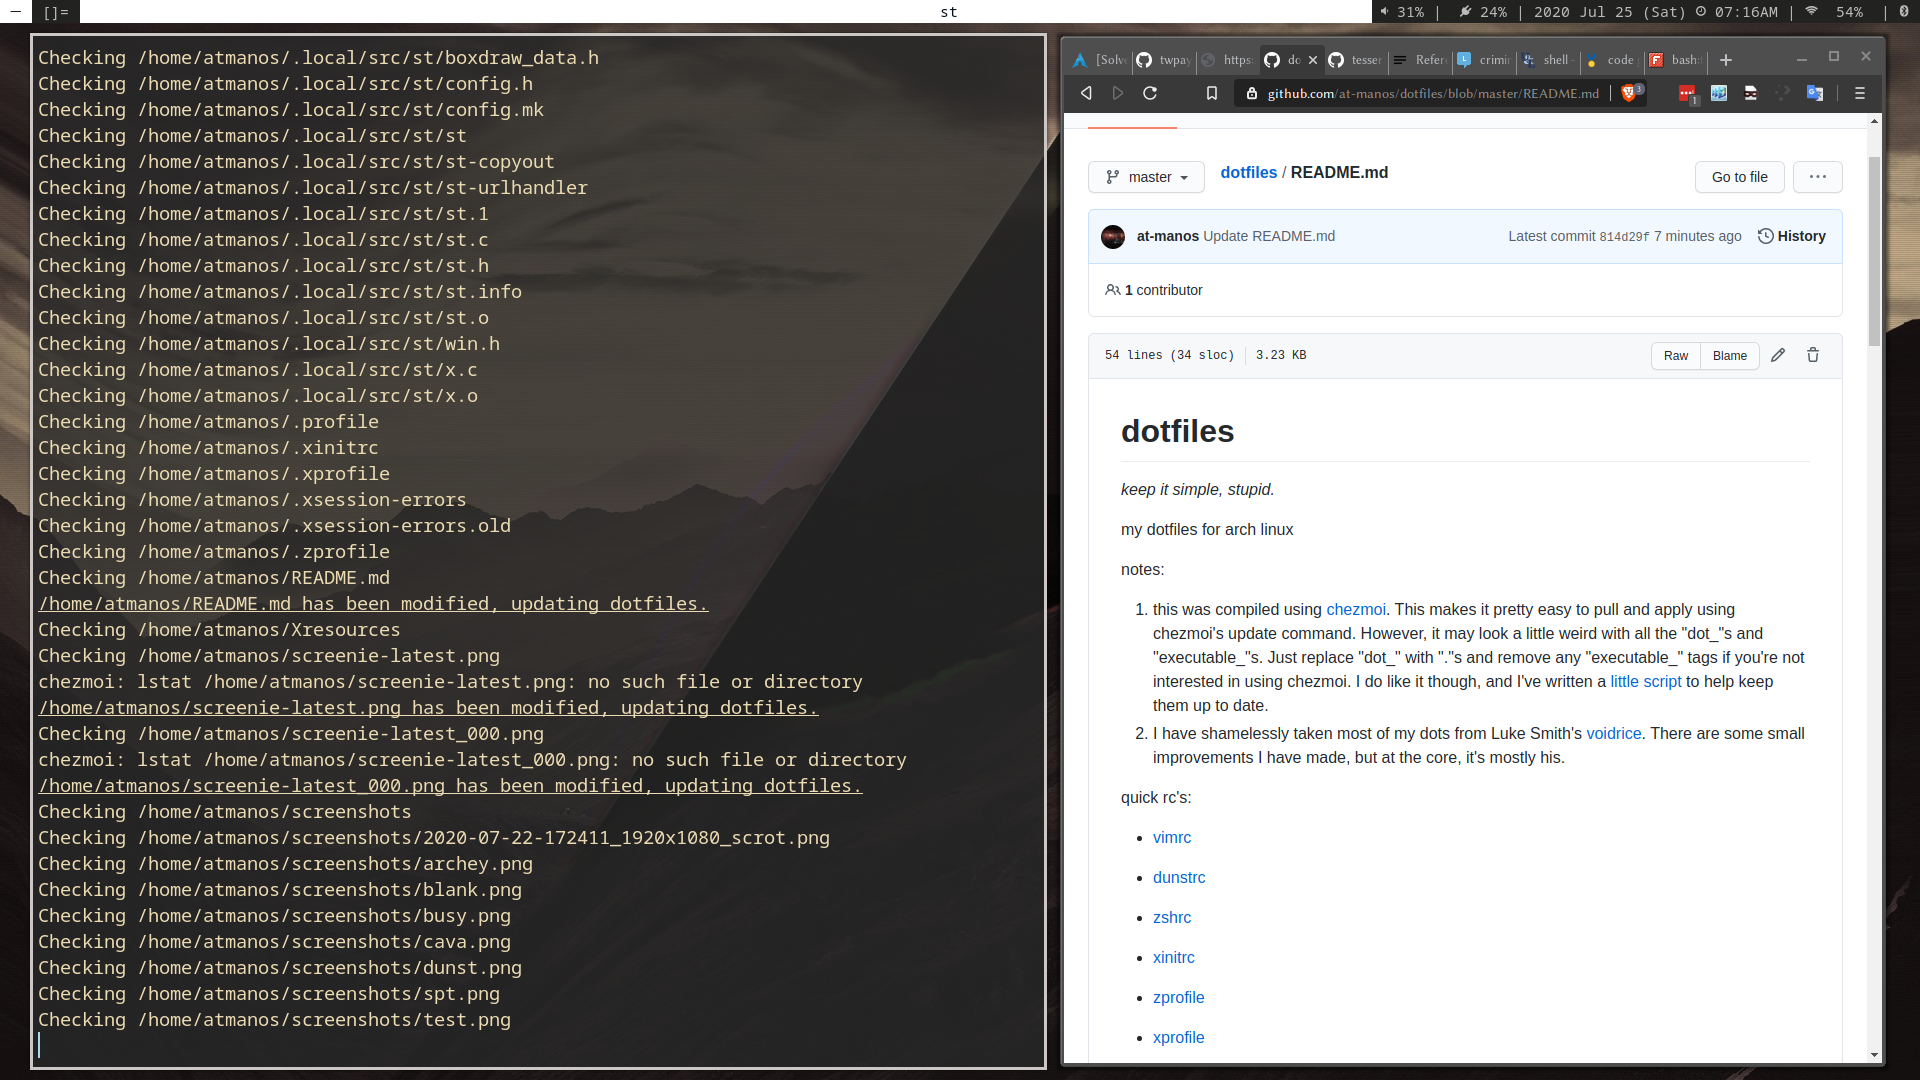 []=
st
31% | 24% | 2020 Jul 25 (Sat) 07:16AM | 54% |
Checking /home/atmanos/.local/src/st/boxdraw_data.h
Checking /home/atmanos/.local/src/st/config.h
Checking /home/atmanos/.local/src/st/config.mk
Checking /home/atmanos/.local/src/st/st
Checking /home/atmanos/.local/src/st/st-copyout
Checking /home/atmanos/.local/src/st/st-urlhandler
Checking /home/atmanos/.local/src/st/st.1
Checking /home/atmanos/.local/src/st/st.c
Checking /home/atmanos/.local/src/st/st.h
Checking /home/atmanos/.local/src/st/st.info
Checking /home/atmanos/.local/src/st/st.o
Checking /home/atmanos/.local/src/st/win.h
Checking /home/atmanos/.local/src/st/x.c
Checking /home/atmanos/.local/src/st/x.o
Checking /home/atmanos/.profile
Checking /home/atmanos/.xinitrc
Checking /home/atmanos/.xprofile
Checking /home/atmanos/.xsession-errors
Checking /home/atmanos/.xsession-errors.old
Checking /home/atmanos/.zprofile
Checking /home/atmanos/README.md
/home/atmanos/README.md has been modified, updating dotfiles.
Checking /home/atmanos/Xresources
Checking /home/atmanos/screenie-latest.png
chezmoi: lstat /home/atmanos/screenie-latest.png: no such file or directory
/home/atmanos/screenie-latest.png has been modified, updating dotfiles.
Checking /home/atmanos/screenie-latest_000.png
chezmoi: lstat /home/atmanos/screenie-latest_000.png: no such file or directory
/home/atmanos/screenie-latest_000.png has been modified, updating dotfiles.
Checking /home/atmanos/screenshots
Checking /home/atmanos/screenshots/2020-07-22-172411_1920x1080_scrot.png
Checking /home/atmanos/screenshots/archey.png
Checking /home/atmanos/screenshots/blank.png
Checking /home/atmanos/screenshots/busy.png
Checking /home/atmanos/screenshots/cava.png
Checking /home/atmanos/screenshots/dunst.png
Checking /home/atmanos/screenshots/spt.png
Checking /home/atmanos/screenshots/test.png
[Solv twpay https: do tesser Refer crimin shell - code bash:
github.com/at-manos/dotfiles/blob/master/README.md 3 1
master dotfiles / README.md Go to file
at-manos Update README.md Latest commit 814d29f 7 minutes ago History
1 contributor
54 lines (34 sloc) 3.23 KB Raw Blame
dotfiles
keep it simple, stupid.
my dotfiles for arch linux
notes:
1. this was compiled using chezmoi. This makes it pretty easy to pull and apply using
chezmoi's update command. However, it may look a little weird with all the "dot_"s and
"executable_"s. Just replace "dot_" with "."s and remove any "executable_" tags if you're not
interested in using chezmoi. I do like it though, and I've written a little script to help keep
them up to date.
2. I have shamelessly taken most of my dots from Luke Smith's voidrice. There are some small
improvements I have made, but at the core, it's mostly his.
quick rc's:
• vimrc
• dunstrc
• zshrc
• xinitrc
• zprofile
• xprofile